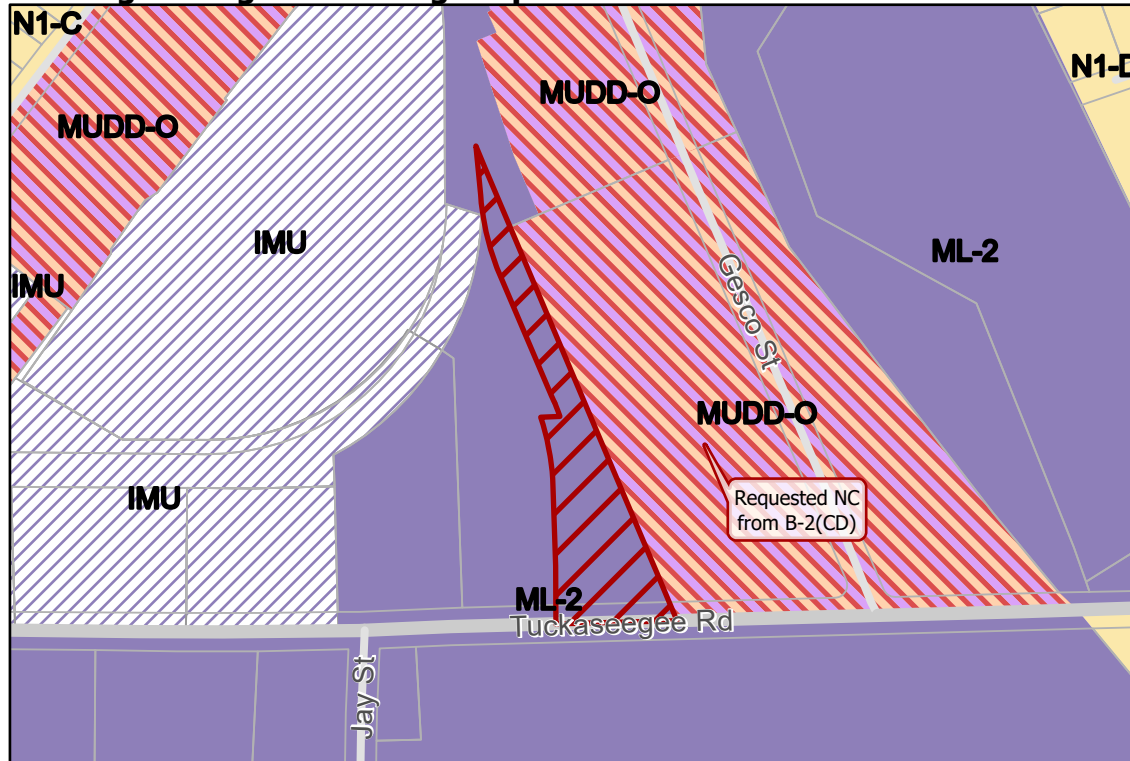 N1-C
N1-D
MUDD-O
MUDD-O
IMU
ML-2
IMU
Gesco St
MUDD-O
IMU
Requested NC
from B-2(CD)
ML-2
Tuckaseegee Rd
Jay St